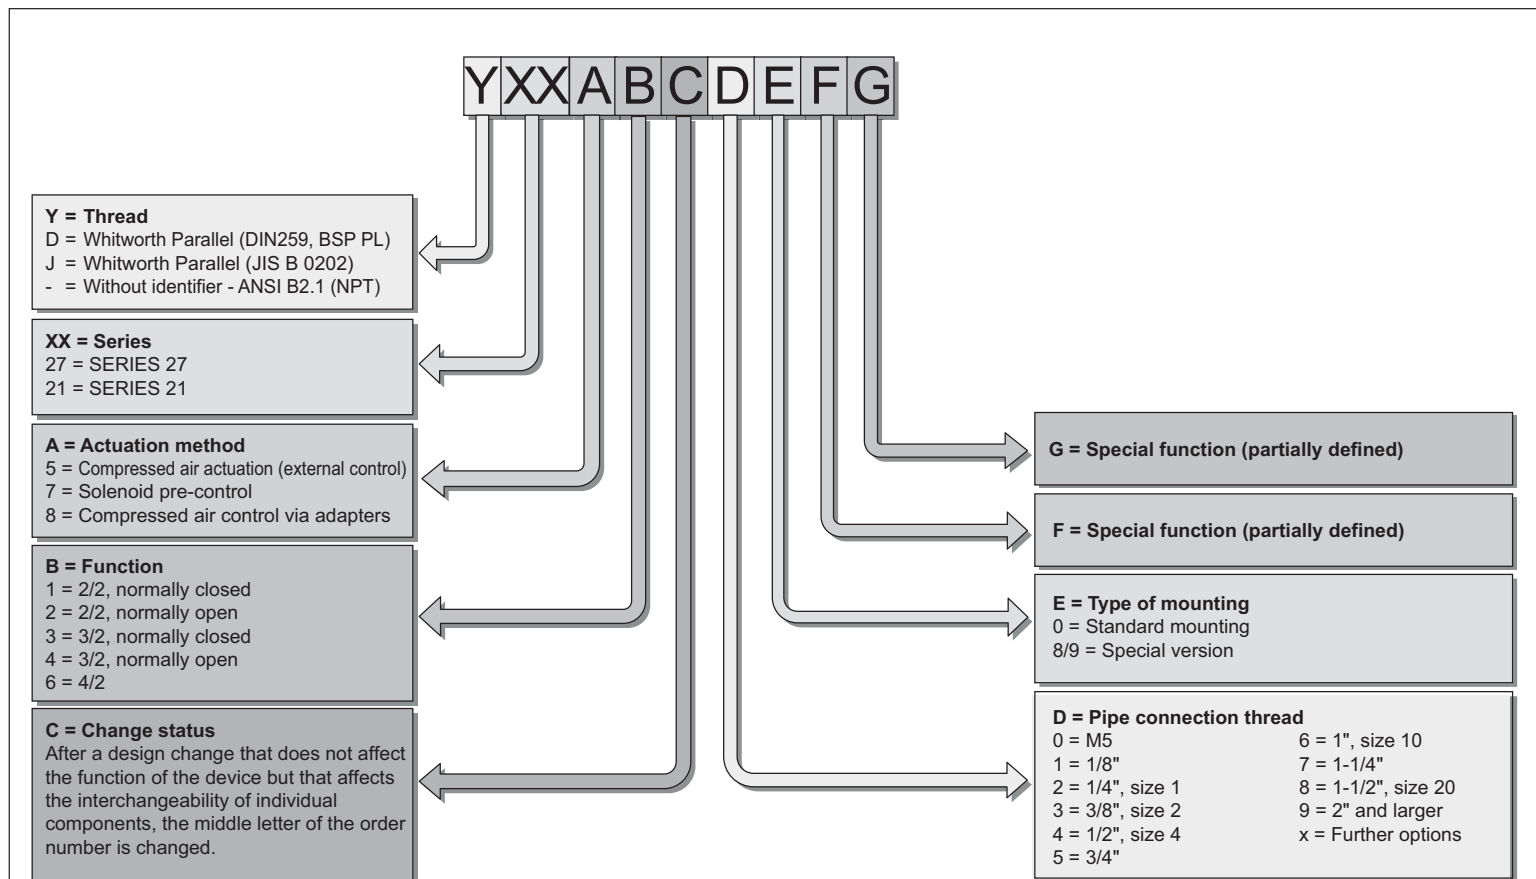 YXXABCDEFG
Y = Thread
D = Whitworth Parallel (DIN259, BSP PL)
J = Whitworth Parallel (JIS B 0202)
- = Without identifier - ANSI B2.1 (NPT)
XX = Series
27 = SERIES 27
21 = SERIES 21
A = Actuation method
5 = Compressed air actuation (external control)
7 = Solenoid pre-control
8 = Compressed air control via adapters
B = Function
1 = 2/2, normally closed
2 = 2/2, normally open
3 = 3/2, normally closed
4 = 3/2, normally open
6 = 4/2
C = Change status
After a design change that does not affect
the function of the device but that affects
the interchangeability of individual
components, the middle letter of the order
number is changed.
G = Special function (partially defined)
F = Special function (partially defined)
E = Type of mounting
0 = Standard mounting
8/9 = Special version
D = Pipe connection thread
0 = M5
1 = 1/8"
2 = 1/4", size 1
3 = 3/8", size 2
4 = 1/2", size 4
5 = 3/4"
6 = 1", size 10
7 = 1-1/4"
8 = 1-1/2", size 20
9 = 2" and larger
x = Further options